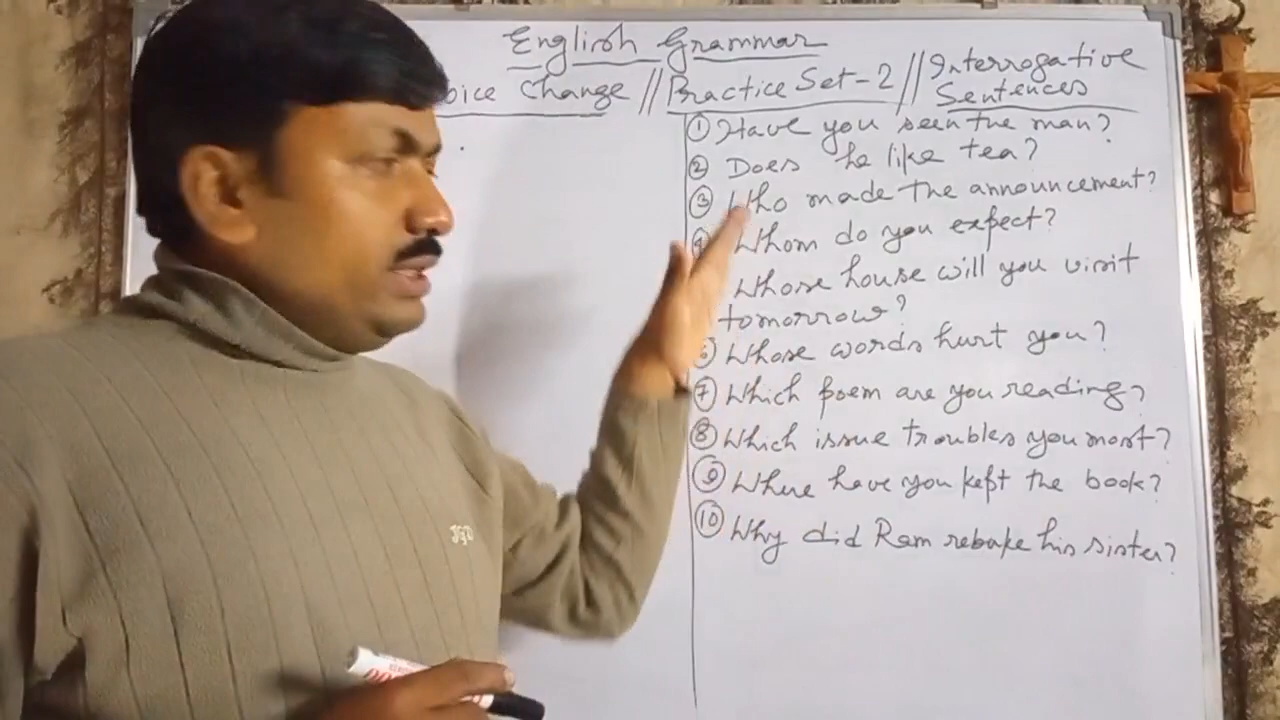 English Grammar
oice Change // Practice Set-2 // Interrogative Sentences
① Have you seen the man?
② Does he like tea?
③ Who made the announcement?
④ Whom do you expect?
Whose house will you visit
tomorrow?
⑥ Whose words hurt you?
⑦ Which poem are you reading?
⑧ Which issue troubles you most?
⑨ Where have you kept the book?
⑩ Why did Ram rebuke his sister?